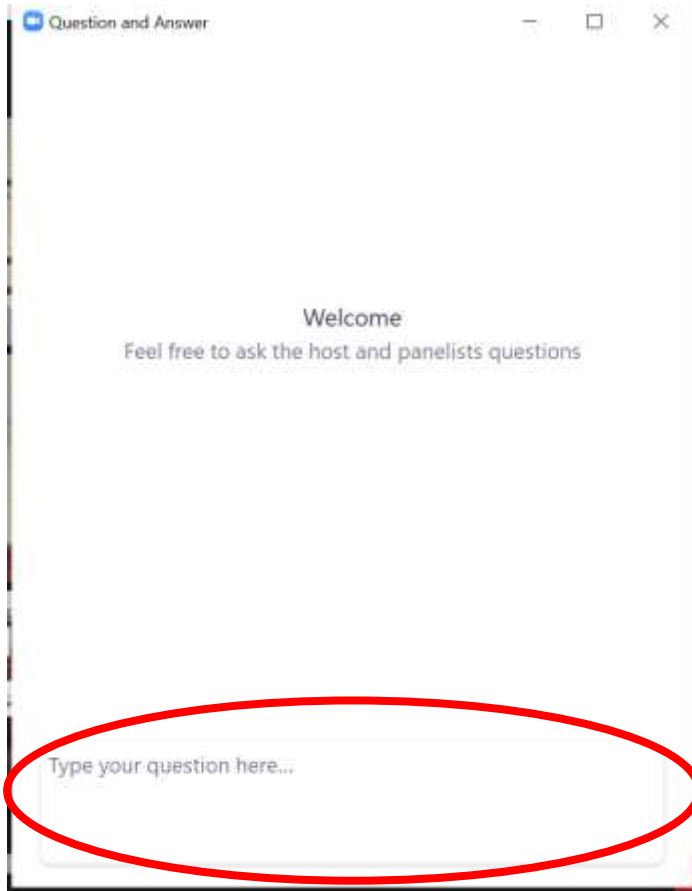 Question and Answer
Welcome
Feel free to ask the host and panelists questions
Type your question here...